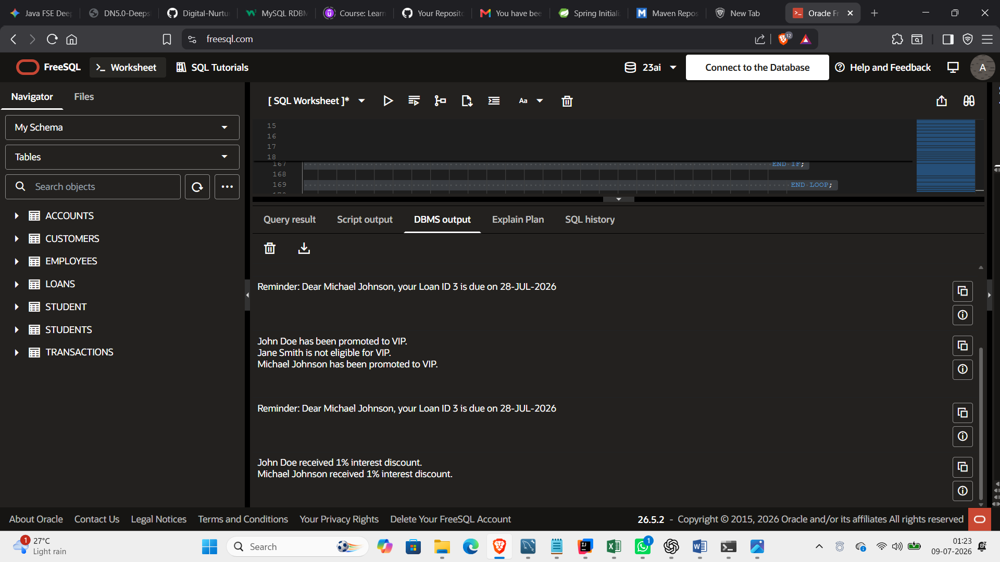 Java FSE Deep
DN5.0-Deeps
Digital-Nurtu
MySQL RDBM
Course: Learn
Your Reposito
You have bee
Spring Initiali
Maven Repos
New Tab
Oracle Fr
freesql.com
12
FreeSQL
Worksheet
SQL Tutorials
23ai
Connect to the Database
Help and Feedback
A
Navigator
Files
[ SQL Worksheet ]*
Aa
My Schema
Tables
Search objects
ACCOUNTS
CUSTOMERS
EMPLOYEES
LOANS
STUDENT
STUDENTS
TRANSACTIONS
15
16
17
18
167 END IF;
168
169 END LOOP;
Query result
Script output
DBMS output
Explain Plan
SQL history
Reminder: Dear Michael Johnson, your Loan ID 3 is due on 28-JUL-2026
John Doe has been promoted to VIP.
Jane Smith is not eligible for VIP.
Michael Johnson has been promoted to VIP.
Reminder: Dear Michael Johnson, your Loan ID 3 is due on 28-JUL-2026
John Doe received 1% interest discount.
Michael Johnson received 1% interest discount.
About Oracle
Contact Us
Legal Notices
Terms and Conditions
Your Privacy Rights
Delete Your FreeSQL Account
26.5.2 - Copyright © 2015, 2026 Oracle and/or its affiliates All rights reserved
1
27°C
Light rain
Search
1
01:23
09-07-2026